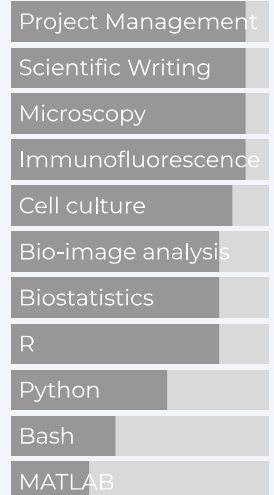 Project Management
Scientific Writing
Microscopy
Immunofluorescence
Cell culture
Bio-image analysis
Biostatistics
R
Python
Bash
MATLAB